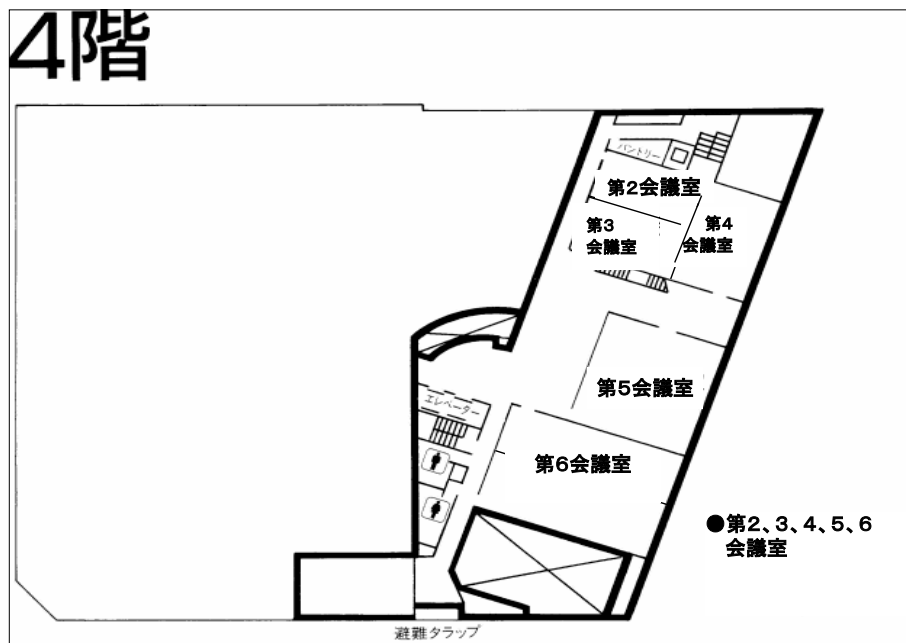 4階
パントリー
第2会議室
第3
会議室
第4
会議室
第5会議室
エレベーター
第6会議室
●第2、3、4、5、6
会議室
避難タラップ